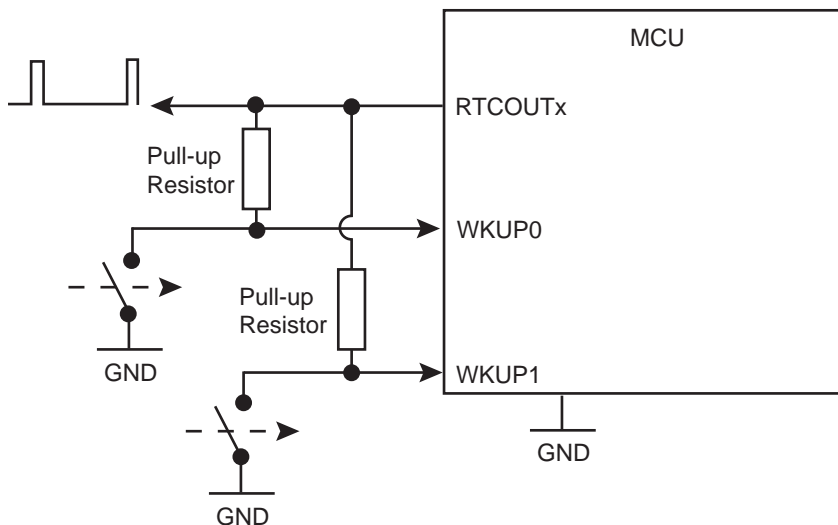 MCU
RTCOUTx
Pull-up
Resistor
WKUP0
Pull-up
Resistor
GND
WKUP1
GND
GND